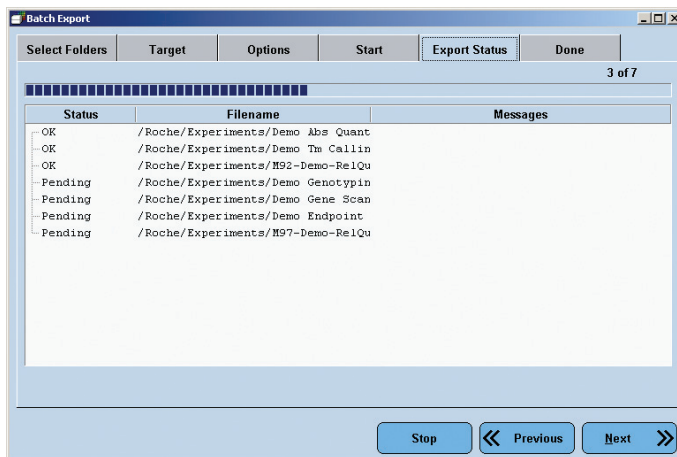 Batch Export
Select Folders Target Options Start Export Status Done
3 of 7
Status Filename Messages
OK /Roche/Experiments/Demo Abs Quant
OK /Roche/Experiments/Demo Tm Callin
OK /Roche/Experiments/M92-Demo-RelQu
Pending /Roche/Experiments/Demo Genotypin
Pending /Roche/Experiments/Demo Gene Scan
Pending /Roche/Experiments/Demo Endpoint
Pending /Roche/Experiments/M97-Demo-RelQu
Stop Previous Next